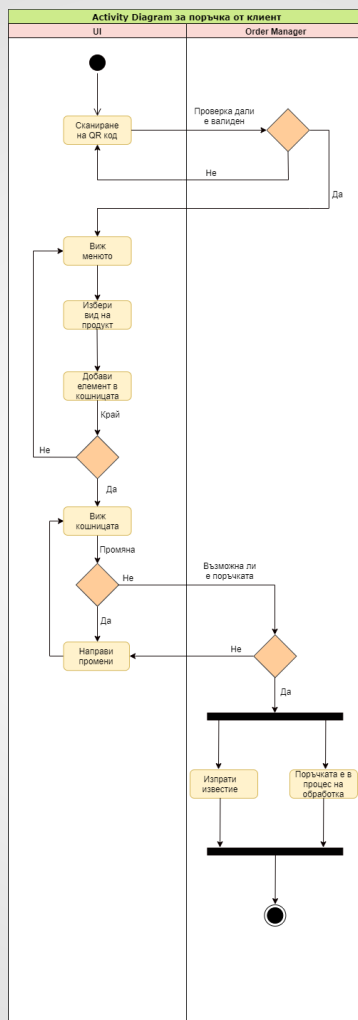 Activity Diagram за поръчка от клиент
UI
Order Manager
Сканиране
на QR код
Проверка дали
е валиден
Не
Да
Виж
менюто
Избери
вид на
продукт
Добави
елемент в
кошницата
Край
Не
Да
Виж
кошницата
Промяна
Не
Възможна ли
е поръчката
Да
Направи
промени
Не
Да
Изпрати
известие
Поръчката е в
процес на
обработка